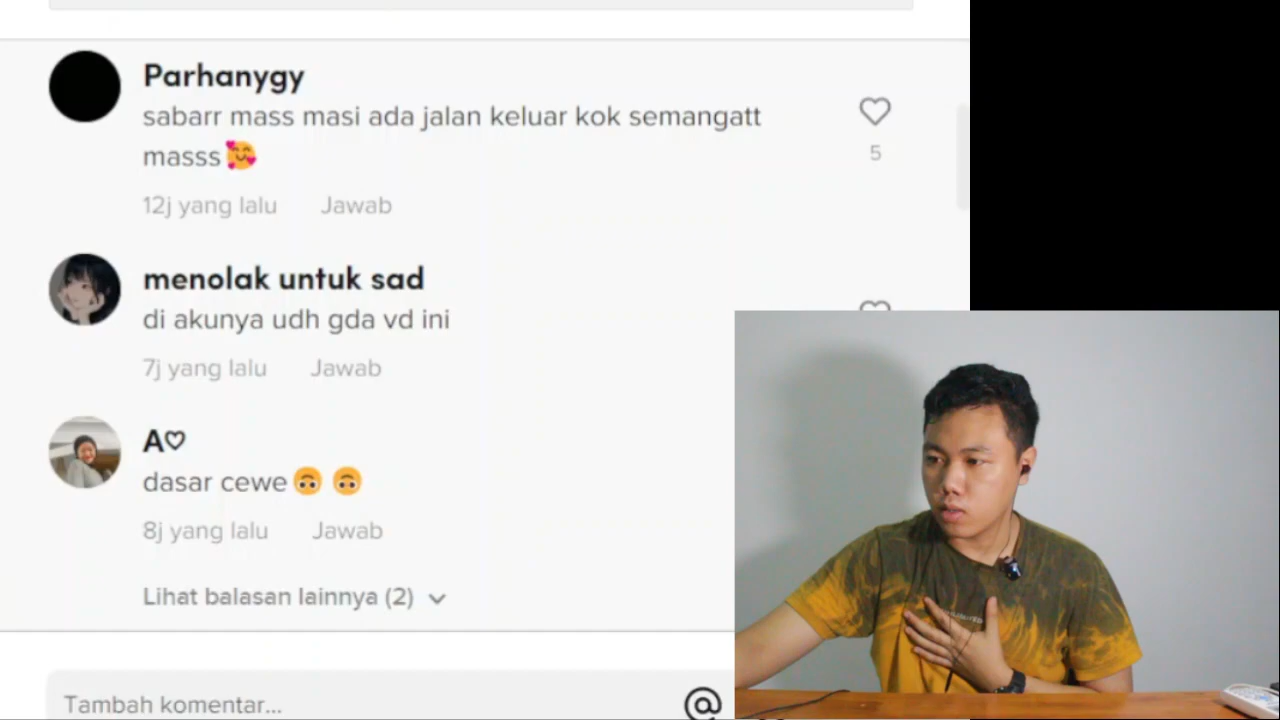 Parhanygy
sabarr mass masi ada jalan keluar kok semangatt
masss🥰
5
12j yang lalu Jawab
menolak untuk sad
di akunya udh gda vd ini
7j yang lalu Jawab
A♡
dasar cewe🙃 🙃
8j yang lalu Jawab
Lihat balasan lainnya (2)
Tambah komentar...
@